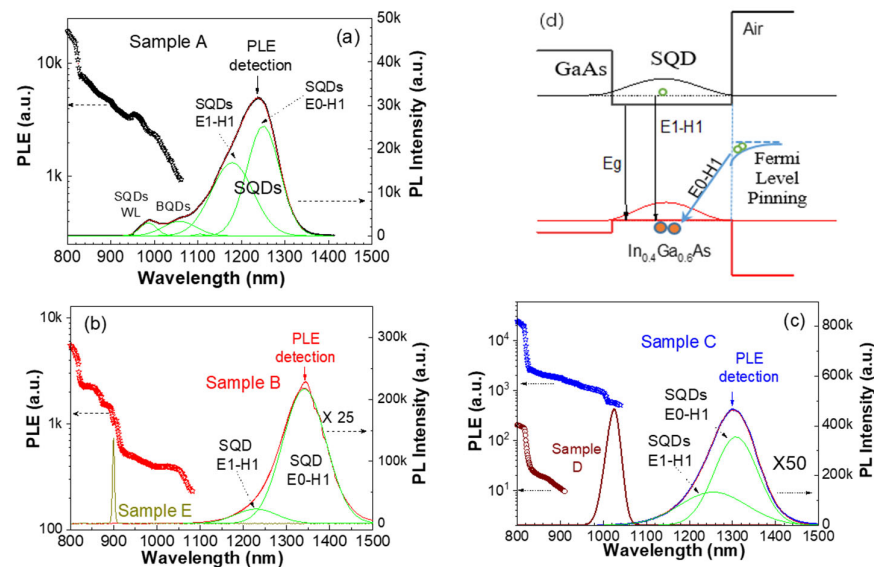 (a)
Sample A
PLE
detection
SQDs
E0-H1
SQDs
E1-H1
SQDs
SQDs
WL
BQDs
PLE (a.u.)
10k
1k
PL Intensity (a.u.)
50k
40k
30k
20k
10k
0
800 900 1000 1100 1200 1300 1400 1500
Wavelength (nm)
(d)
Air
GaAs
SQD
Eg
E1-H1
E0-H1
Fermi
Level
Pinning
In0.4Ga0.6As
(b)
Sample B
PLE
detection
X 25
SQD
E1-H1
SQD
E0-H1
Sample E
PLE (a.u.)
10k
1k
100
PL Intensity (a.u.)
300k
200k
100k
0
800 900 1000 1100 1200 1300 1400 1500
Wavelength (nm)
(c)
Sample C
PLE
detection
SQDs
E0-H1
SQDs
E1-H1
X50
Sample
D
PLE (a.u.)
10^4
10^3
10^2
10^1
PL Intensity (a.u.)
800k
600k
400k
200k
0
800 900 1000 1100 1200 1300 1400 1500
Wavelength (nm)